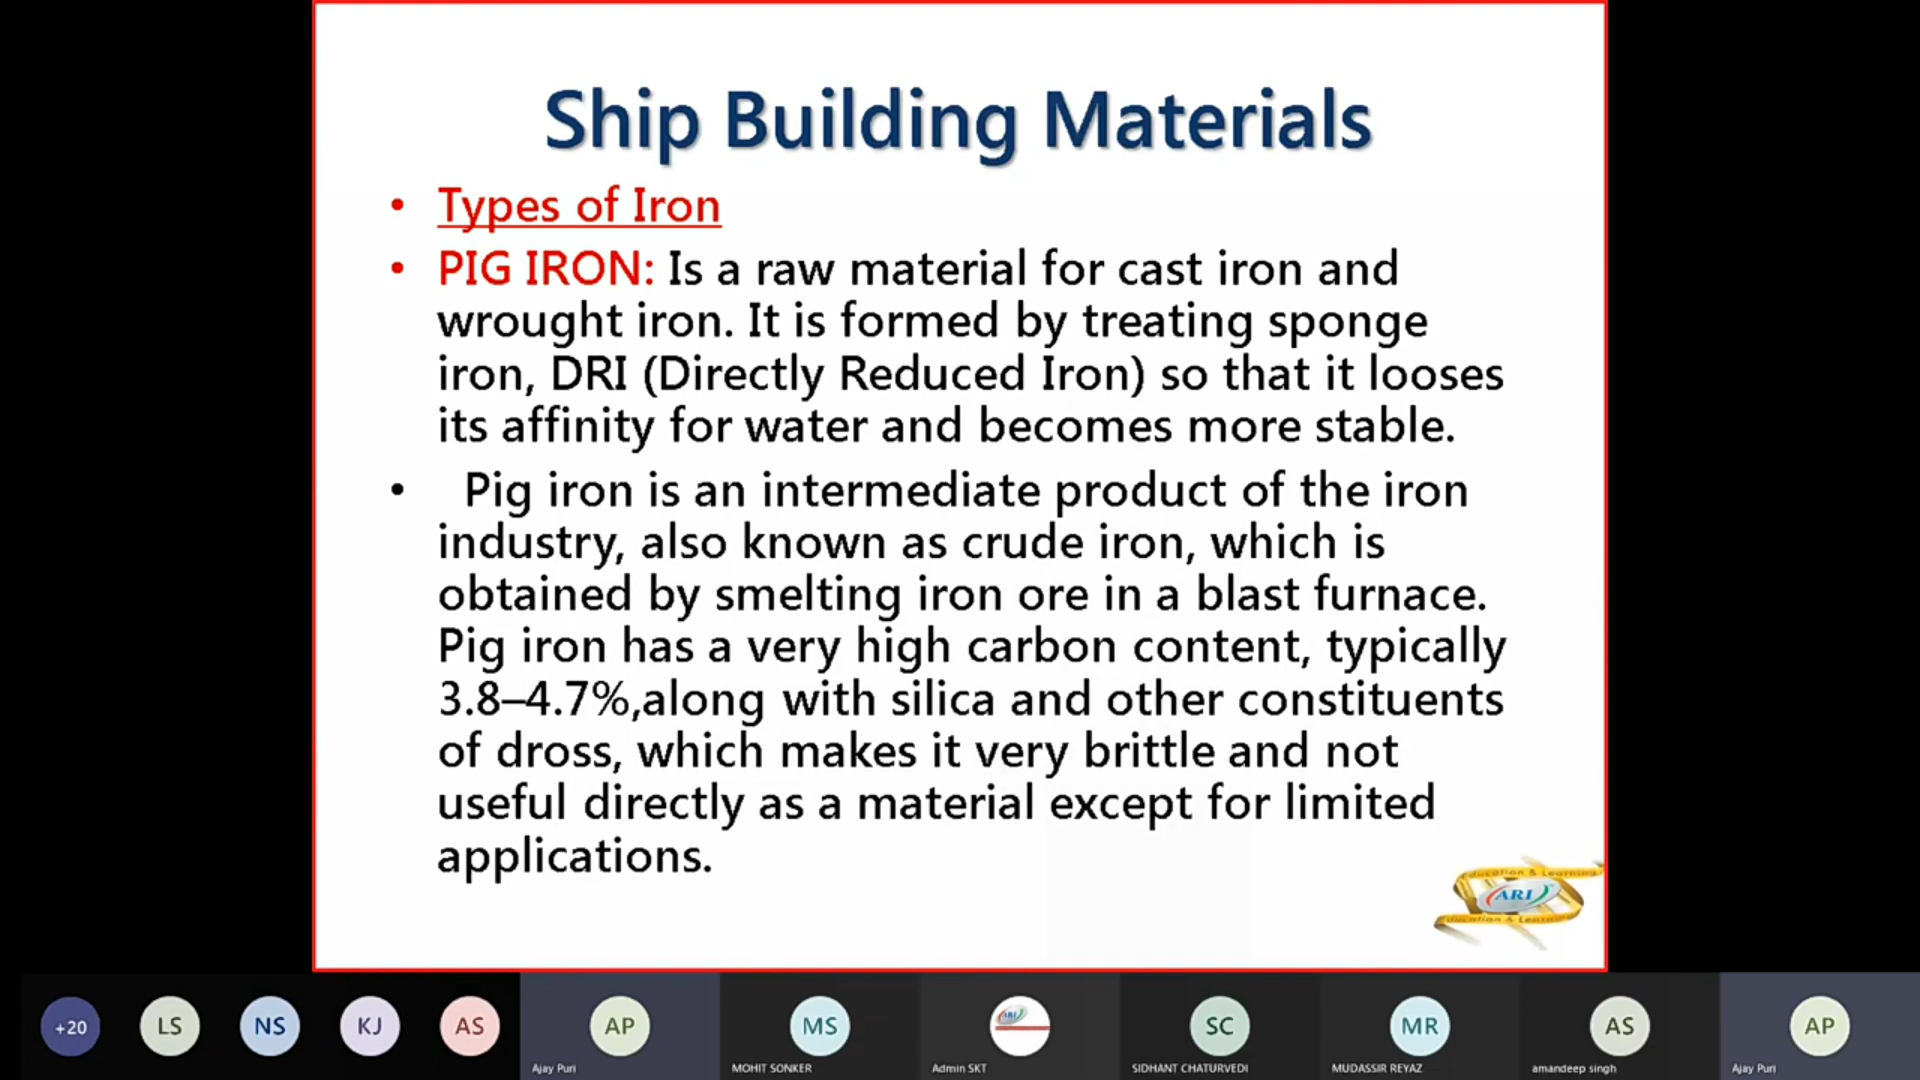 Ship Building Materials
• Types of Iron
• PIG IRON: Is a raw material for cast iron and
wrought iron. It is formed by treating sponge
iron, DRI (Directly Reduced Iron) so that it looses
its affinity for water and becomes more stable.
• Pig iron is an intermediate product of the iron
industry, also known as crude iron, which is
obtained by smelting iron ore in a blast furnace.
Pig iron has a very high carbon content, typically
3.8–4.7%,along with silica and other constituents
of dross, which makes it very brittle and not
useful directly as a material except for limited
applications.
Education & Learning
ARI
Education & Learning
+20 LS NS KJ AS AP MS ARI SC MR AS AP
Ajay Puri MOHIT SONKER Admin SKT SIDHANT CHATURVEDI MUDASSIR REYAZ amandeep singh Ajay Puri